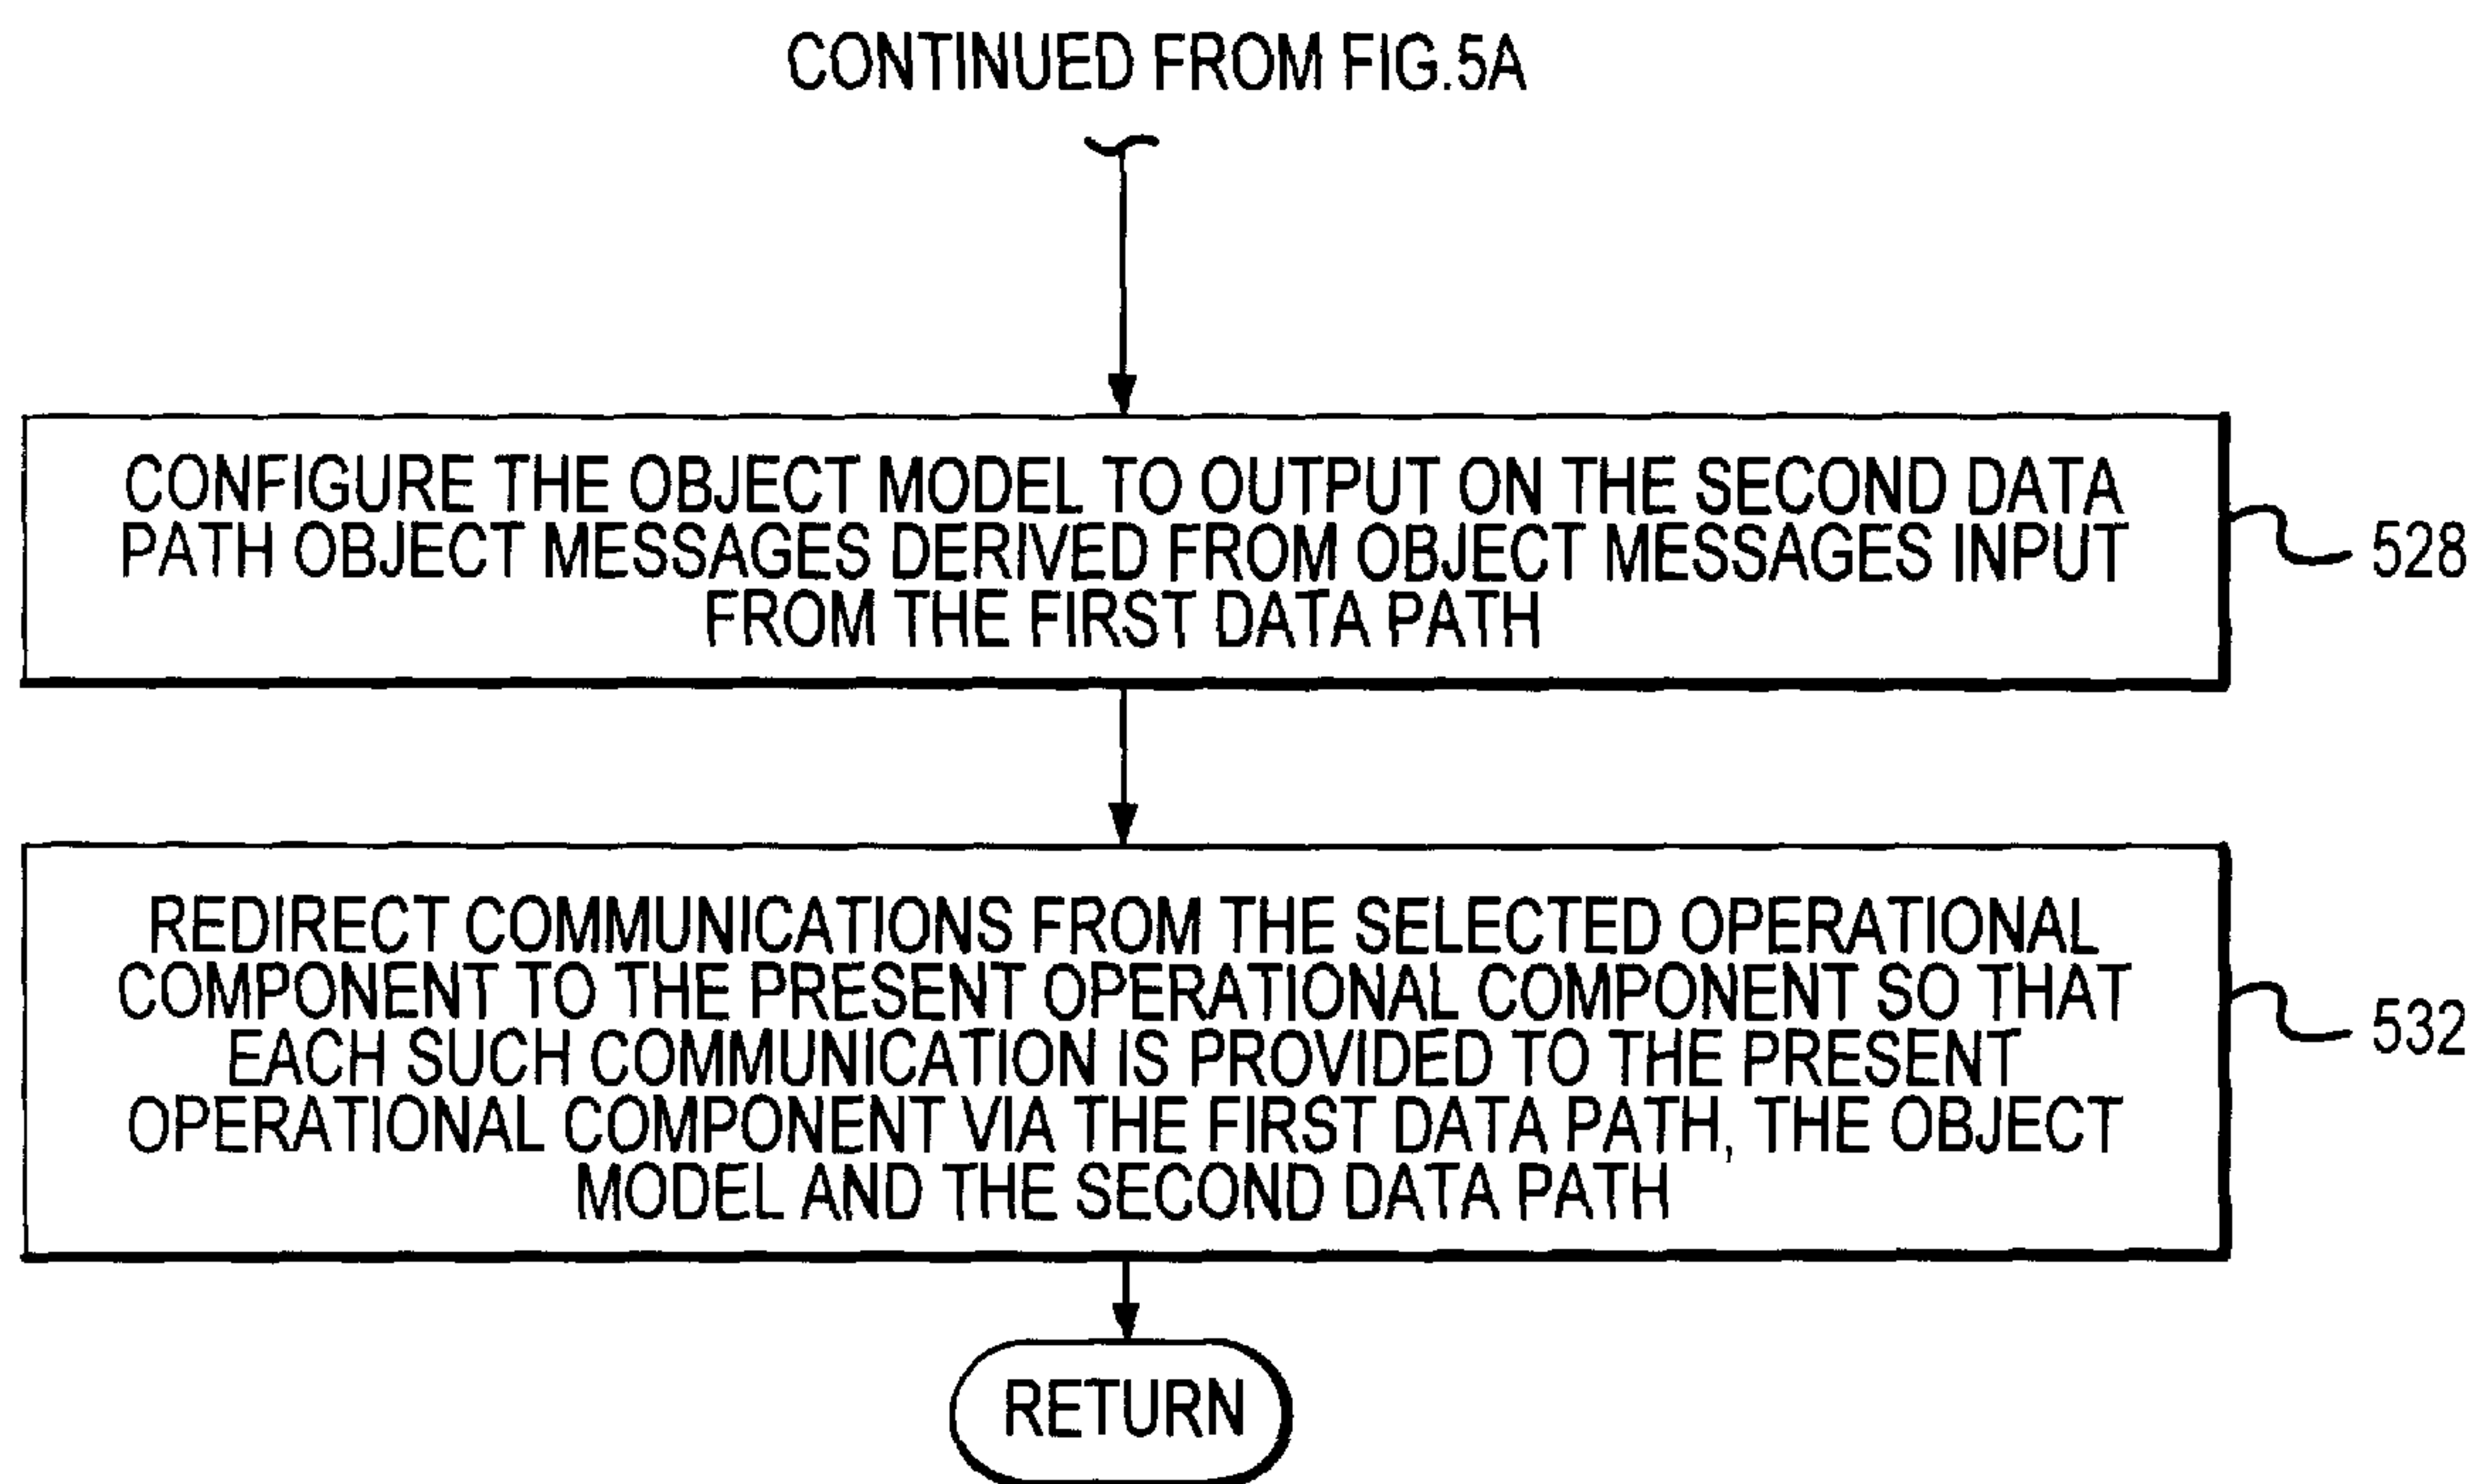 CONTINUED FROM FIG.5A
CONFIGURE THE OBJECT MODEL TO OUTPUT ON THE SECOND DATA
PATH OBJECT MESSAGES DERIVED FROM OBJECT MESSAGES INPUT
FROM THE FIRST DATA PATH
528
REDIRECT COMMUNICATIONS FROM THE SELECTED OPERATIONAL
COMPONENT TO THE PRESENT OPERATIONAL COMPONENT SO THAT
EACH SUCH COMMUNICATION IS PROVIDED TO THE PRESENT
OPERATIONAL COMPONENT VIA THE FIRST DATA PATH, THE OBJECT
MODEL AND THE SECOND DATA PATH
532
RETURN